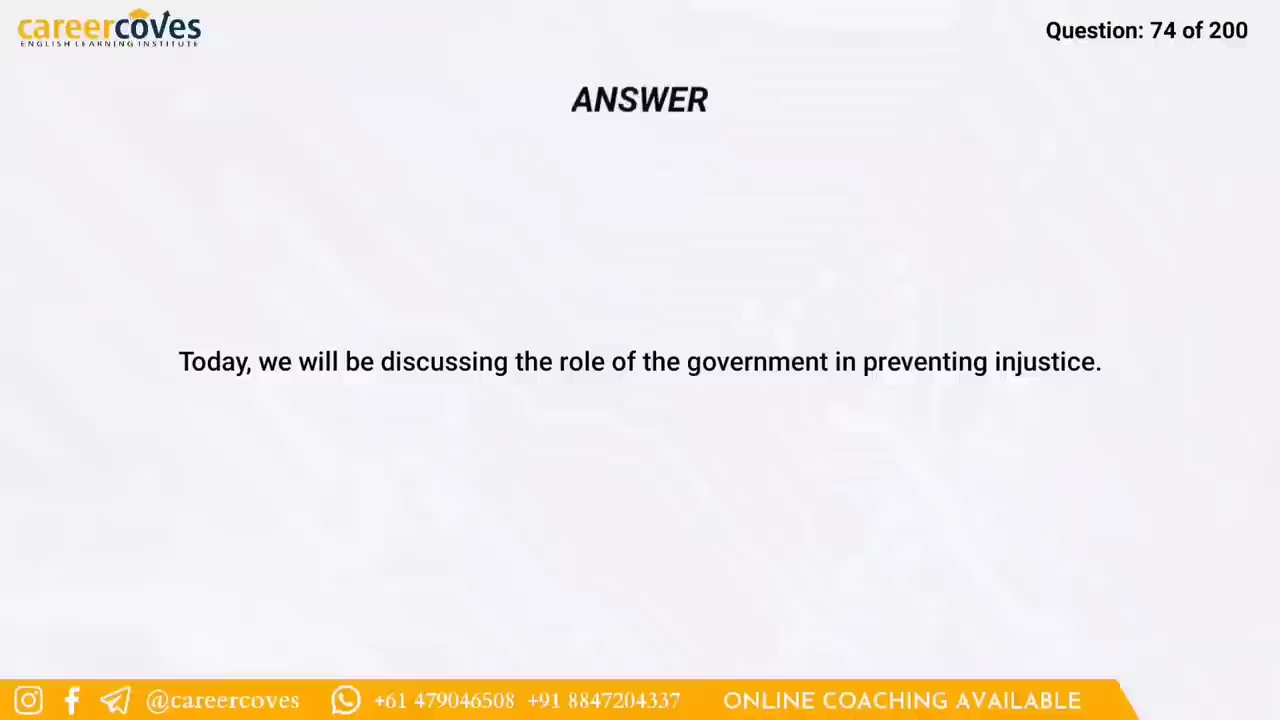 careercoves
ENGLISH LEARNING INSTITUTE
Question: 74 of 200
ANSWER
Today, we will be discussing the role of the government in preventing injustice.
@careercoves +61 479046508 +91 8847204337 ONLINE COACHING AVAILABLE